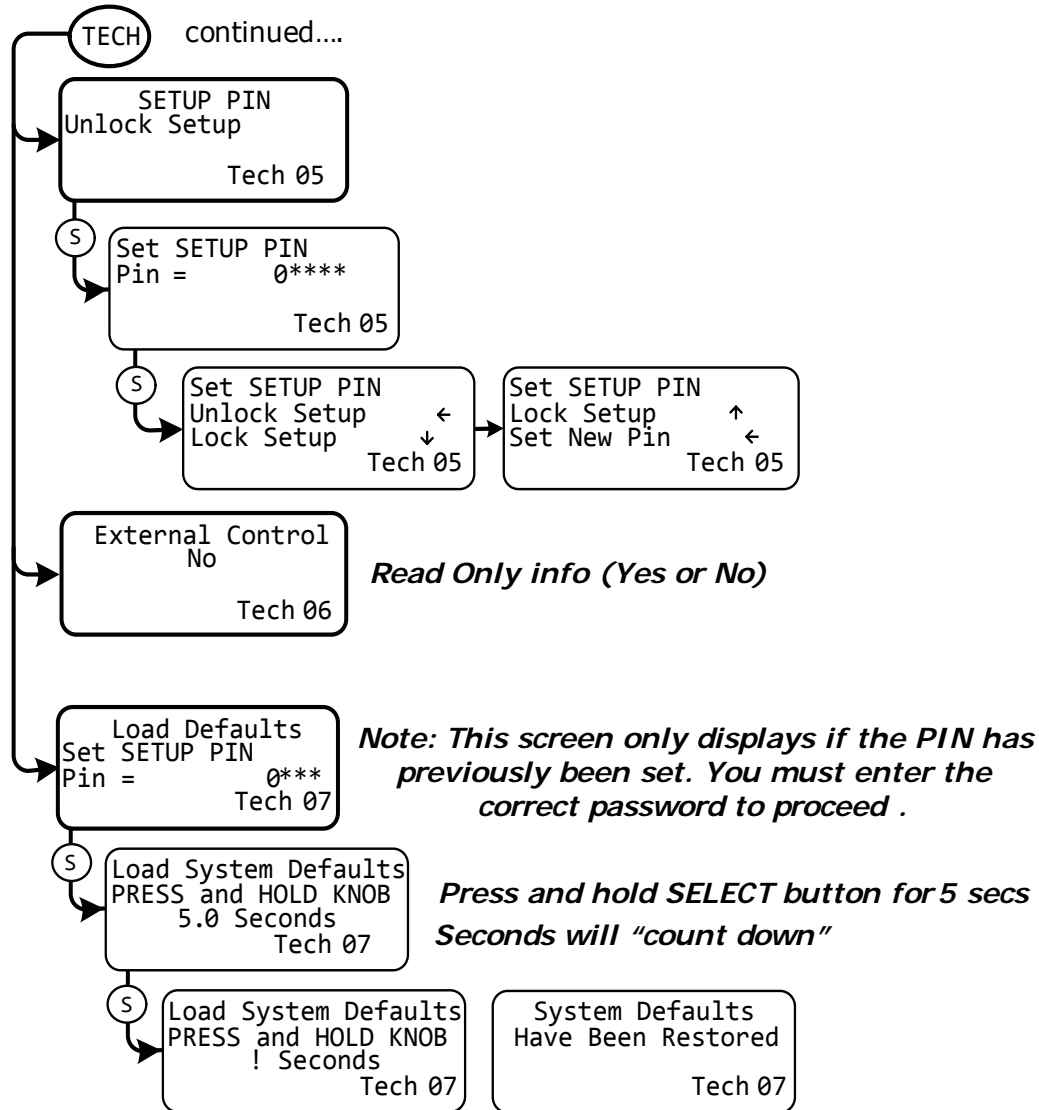 TECH continued....
SETUP PIN
Unlock Setup
Tech 05
S
Set SETUP PIN
Pin = 0****
Tech 05
S
Set SETUP PIN
Unlock Setup ←
Lock Setup ↓
Tech 05
Set SETUP PIN
Lock Setup ↑
Set New Pin ←
Tech 05
External Control
No
Tech 06
Read Only info (Yes or No)
Load Defaults
Set SETUP PIN
Pin = 0***
Tech 07
Note: This screen only displays if the PIN has
previously been set. You must enter the
correct password to proceed .
S
Load System Defaults
PRESS and HOLD KNOB
5.0 Seconds
Tech 07
Press and hold SELECT button for 5 secs
Seconds will “count down”
S
Load System Defaults
PRESS and HOLD KNOB
! Seconds
Tech 07
System Defaults
Have Been Restored
Tech 07